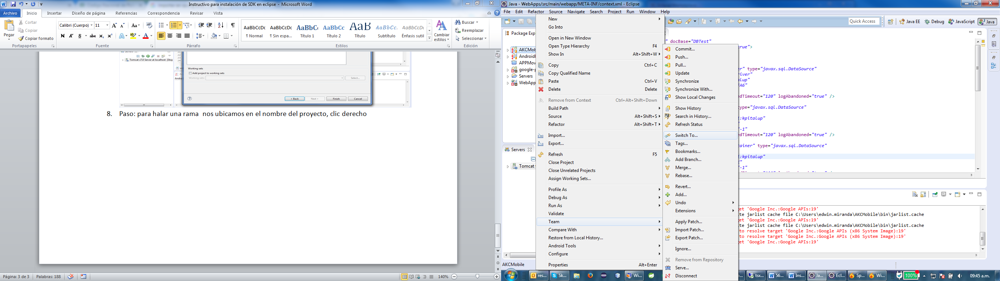 Instructivo para instalación de SDK en eclipse - Microsoft Word
Archivo Inicio Insertar Diseño de página Referencias Correspondencia Revisar Vista
Pegar
Cortar
Copiar
Copiar formato
Portapapeles
Calibri (Cuerpo) 11
N K S abc x₂ x²
Fuente
Párrafo
AaBbCcDc AaBbCcDc AaBbC AaBbCc AaB AaBbCc. AaBbCcDc
¶ Normal ¶ Sin espa... Título 1 Título 2 Título Subtítulo Énfasis sutil
Cambiar estilos
Estilos
Buscar
Reemplazar
Seleccionar
Edición
Tomcat v7.0 Server at localhost [Stop
Working sets
Add project to working sets
Working sets:
Select...
< Back Next > Finish Cancel
8. Paso: para halar una rama  nos ubicamos en el nombre del proyecto, clic derecho
Página: 3 de 3 Palabras: 188 140%
Java - WebApps/src/main/webapp/META-INF/context.xml - Eclipse
File Edit Refactor Source Navigate Search Project Run Window Help
Quick Access Java EE Debug JavaScript Java
Package Exp
AKCMob
AndroidI
APPMov
google-p
Servers
WebApp
Servers
Tomcat
AKCMobile
New
Go Into
Open in New Window
Open Type Hierarchy F4
Show In Alt+Shift+W
Copy Ctrl+C
Copy Qualified Name
Paste Ctrl+V
Delete Delete
Remove from Context Ctrl+Alt+Shift+Down
Build Path
Source Alt+Shift+S
Refactor Alt+Shift+T
Import...
Export...
Refresh F5
Close Project
Close Unrelated Projects
Assign Working Sets...
Profile As
Debug As
Run As
Validate
Team
Compare With
Restore from Local History...
Android Tools
Configure
Properties Alt+Enter
Commit...
Push...
Pull...
Update
Synchronize
Synchronize With...
Show Local Changes
Show History
Search in History...
Refresh Status
Switch To...
Tags...
Bookmarks...
Add Branch...
Merge...
Rebase...
Revert...
Add...
Undo
Extensions
Apply Patch...
Import Patch...
Export Patch...
Ignore...
Remove from Repository
Serve...
Disconnect
" docBase="DBTest"
rue">
er" type="javax.sql.DataSource"
river"
alup"
A6"
edTimeout="120" logAbandoned="true" />
type="javax.sql.DataSource"
l:kpitalup"
-1"
edTimeout="120" logAbandoned="true" />
ainer" type="javax.sql.DataSource"
l:kpitalup"
-1"
get 'Google Inc.:Google APIs:19'
te jarlist cache file C:\Users\edwin.miranda\AKCMobile\bin\jarlist.cache
get 'Google Inc.:Google APIs:19'
te jarlist cache file C:\Users\edwin.miranda\AKCMobile\bin\jarlist.cache
to resolve target 'Google Inc.:Google APIs (x86 System Image):19'
to resolve target 'Google Inc.:Google APIs (x86 System Image):19'
get 'Google Inc.:Google APIs:19'
res... Sk... Wi... tsx... 56... Ins... Ja... Ecl... Sp... Wi... 100% 09:45 a.m.